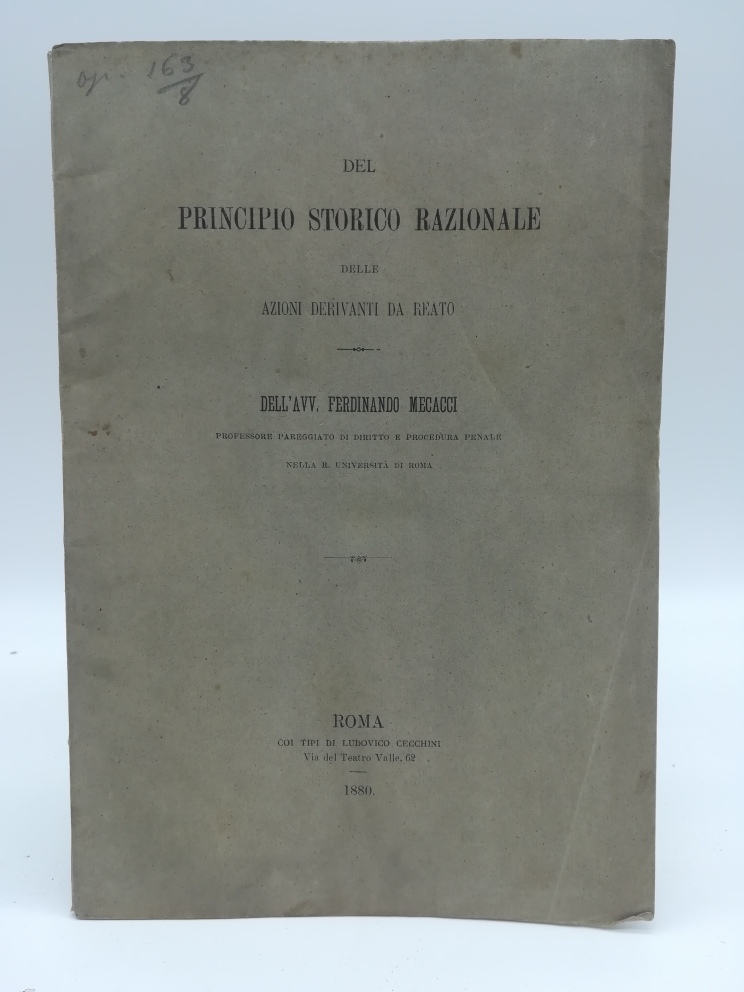 op. 163/8
DEL
PRINCIPIO STORICO RAZIONALE
DELLE
AZIONI DERIVANTI DA REATO
DELL'AVV. FERDINANDO MECACCI
PROFESSORE PAREGGIATO DI DIRITTO E PROCEDURA PENALE
NELLA R. UNIVERSITÀ DI ROMA
ROMA
COI TIPI DI LUDOVICO CECCHINI
Via del Teatro Valle, 62
1880.